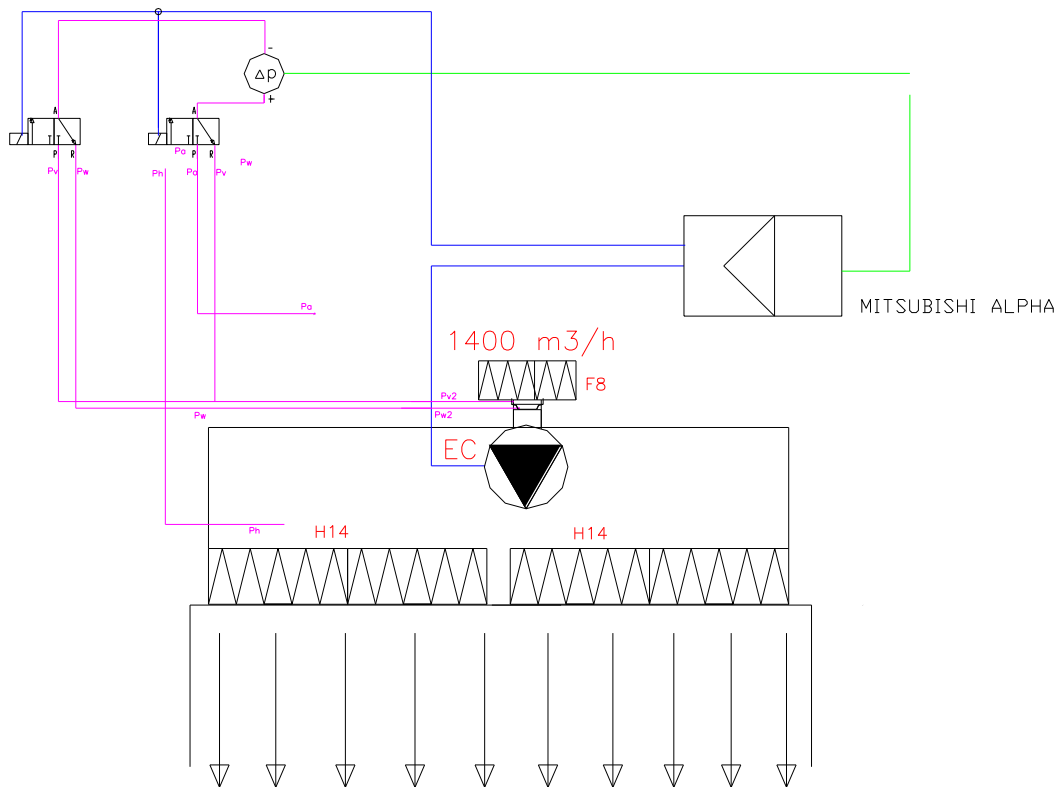 -
Δp
+
A
A
P R
P R
Pa
Pv Pw
Ph
Pa
Pv
Pw
Pa
MITSUBISHI ALPHA
1400 m3/h
F8
Pv2
Pw
Pw2
EC
Ph
H14
H14